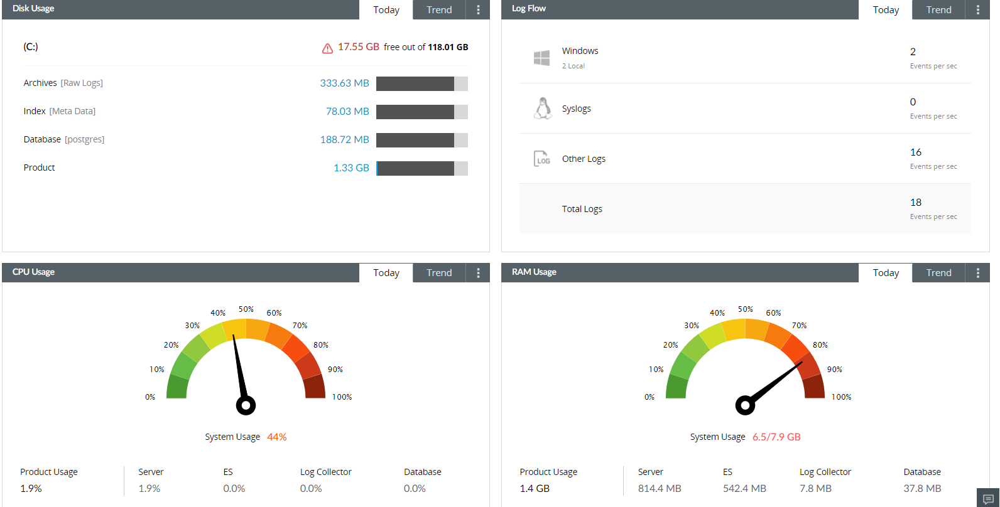 Disk Usage
Today
Trend
(C:)
17.55 GB free out of 118.01 GB
Archives [Raw Logs] 333.63 MB
Index [Meta Data] 78.03 MB
Database [postgres] 188.72 MB
Product 1.33 GB
Log Flow
Today
Trend
Windows
2 Local
2
Events per sec
Syslogs
0
Events per sec
LOG
Other Logs
16
Events per sec
Total Logs
18
Events per sec
CPU Usage
Today
Trend
0%
10%
20%
30%
40%
50%
60%
70%
80%
90%
100%
System Usage 44%
Product Usage
1.9%
Server
1.9%
ES
0.0%
Log Collector
0.0%
Database
0.0%
RAM Usage
Today
Trend
0%
10%
20%
30%
40%
50%
60%
70%
80%
90%
100%
System Usage 6.5/7.9 GB
Product Usage
1.4 GB
Server
814.4 MB
ES
542.4 MB
Log Collector
7.8 MB
Database
37.8 MB